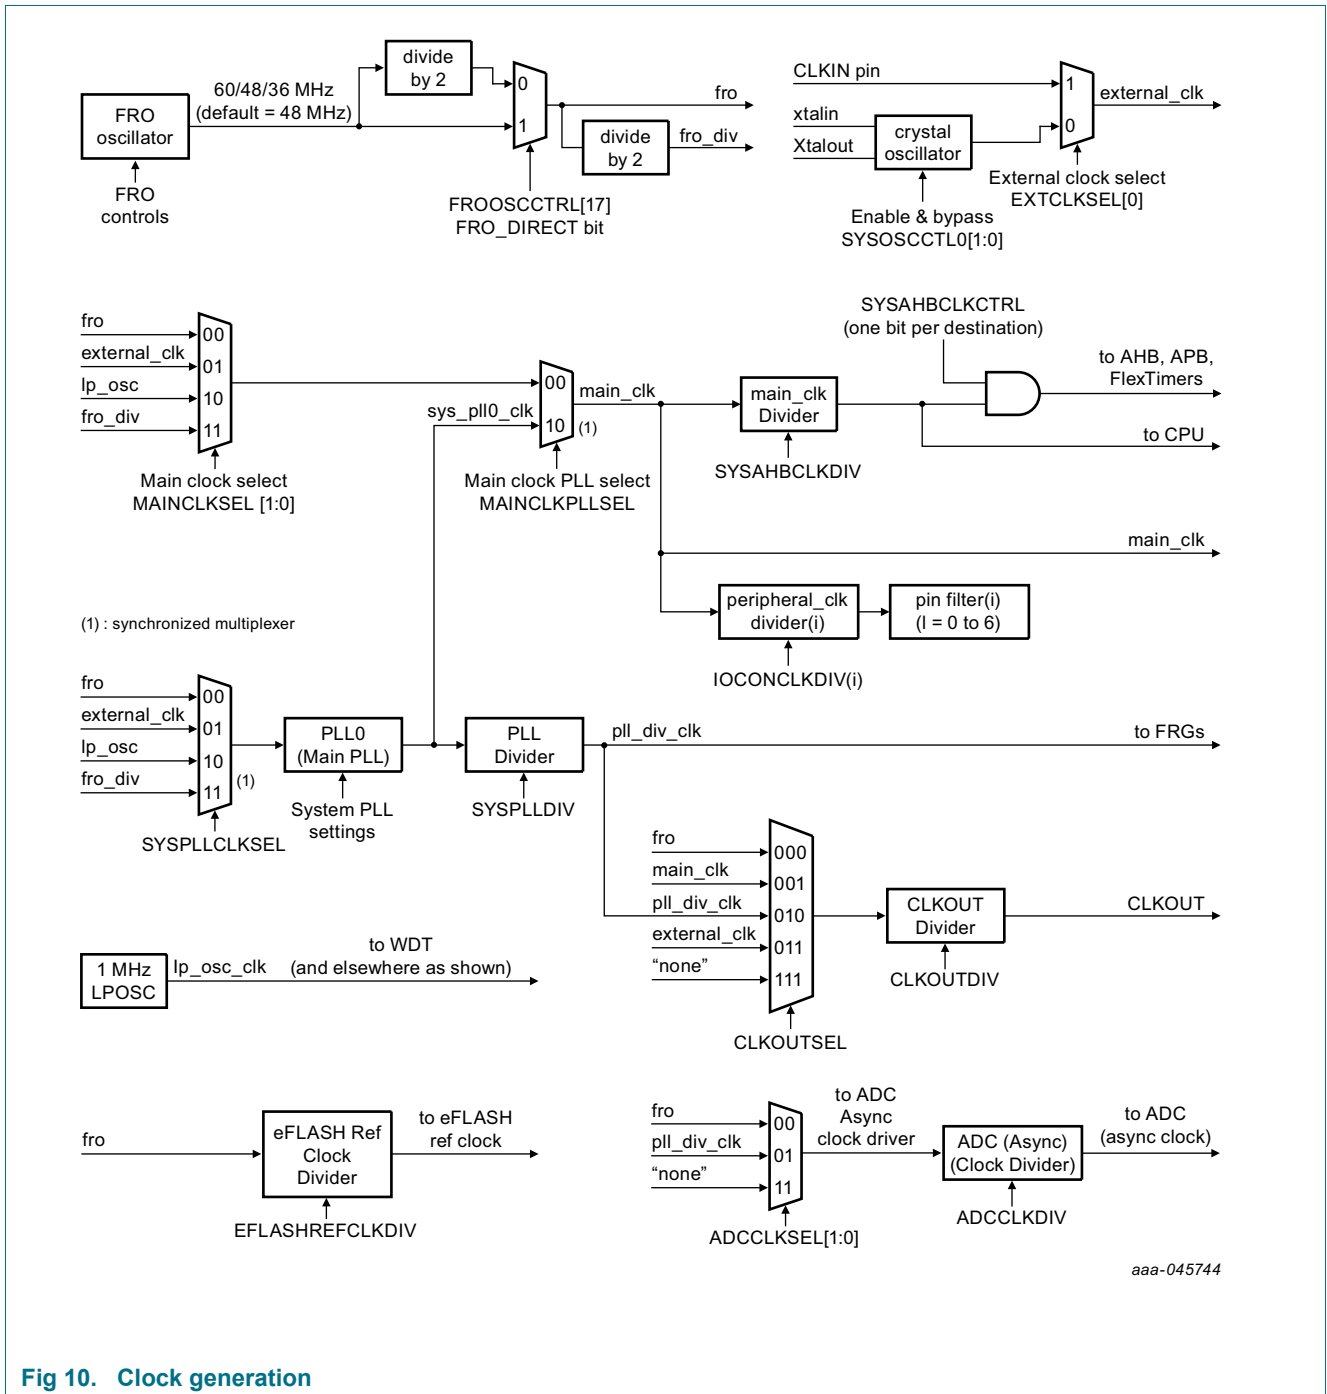 divide
by 2
60/48/36 MHz
(default = 48 MHz)
FRO
oscillator
FRO
controls
0
1
fro
divide
by 2
fro_div
FROOSCCTRL[17]
FRO_DIRECT bit
CLKIN pin
xtalin
Xtalout
crystal
oscillator
1
0
external_clk
External clock select
EXTCLKSEL[0]
Enable & bypass
SYSOSCCTL0[1:0]
fro
external_clk
lp_osc
fro_div
00
01
10
11
Main clock select
MAINCLKSEL [1:0]
sys_pll0_clk
00
10
(1)
main_clk
Main clock PLL select
MAINCLKPLLSEL
main_clk
Divider
SYSAHBCLKDIV
SYSAHBCLKCTRL
(one bit per destination)
to AHB, APB,
FlexTimers
to CPU
main_clk
peripheral_clk
divider(i)
pin filter(i)
(I = 0 to 6)
IOCONCLKDIV(i)
(1) : synchronized multiplexer
fro
external_clk
lp_osc
fro_div
00
01
10
11
(1)
SYSPLLCLKSEL
PLL0
(Main PLL)
System PLL
settings
PLL
Divider
SYSPLLDIV
pll_div_clk
to FRGs
fro
main_clk
pll_div_clk
external_clk
“none”
000
001
010
011
111
CLKOUTSEL
CLKOUT
Divider
CLKOUTDIV
CLKOUT
1 MHz
LPOSC
lp_osc_clk
to WDT
(and elsewhere as shown)
fro
eFLASH Ref
Clock
Divider
to eFLASH
ref clock
EFLASHREFCLKDIV
fro
pll_div_clk
“none”
00
01
11
ADCCLKSEL[1:0]
to ADC
Async
clock driver
ADC (Async)
(Clock Divider)
ADCCLKDIV
to ADC
(async clock)
aaa-045744
Fig 10. Clock generation